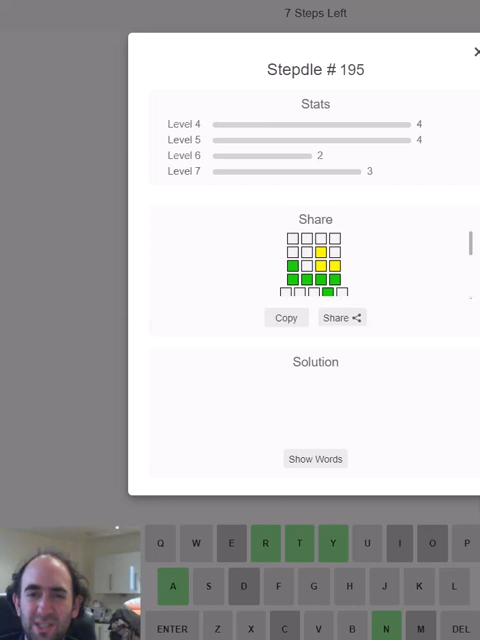 7 Steps Left
×
Stepdle # 195
Stats
Level 4 4
Level 5 4
Level 6 2
Level 7 3
Share
Copy Share
Solution
Show Words
Q W E R T Y U I O P
A S D F G H J K L
ENTER Z X C V B N M DEL